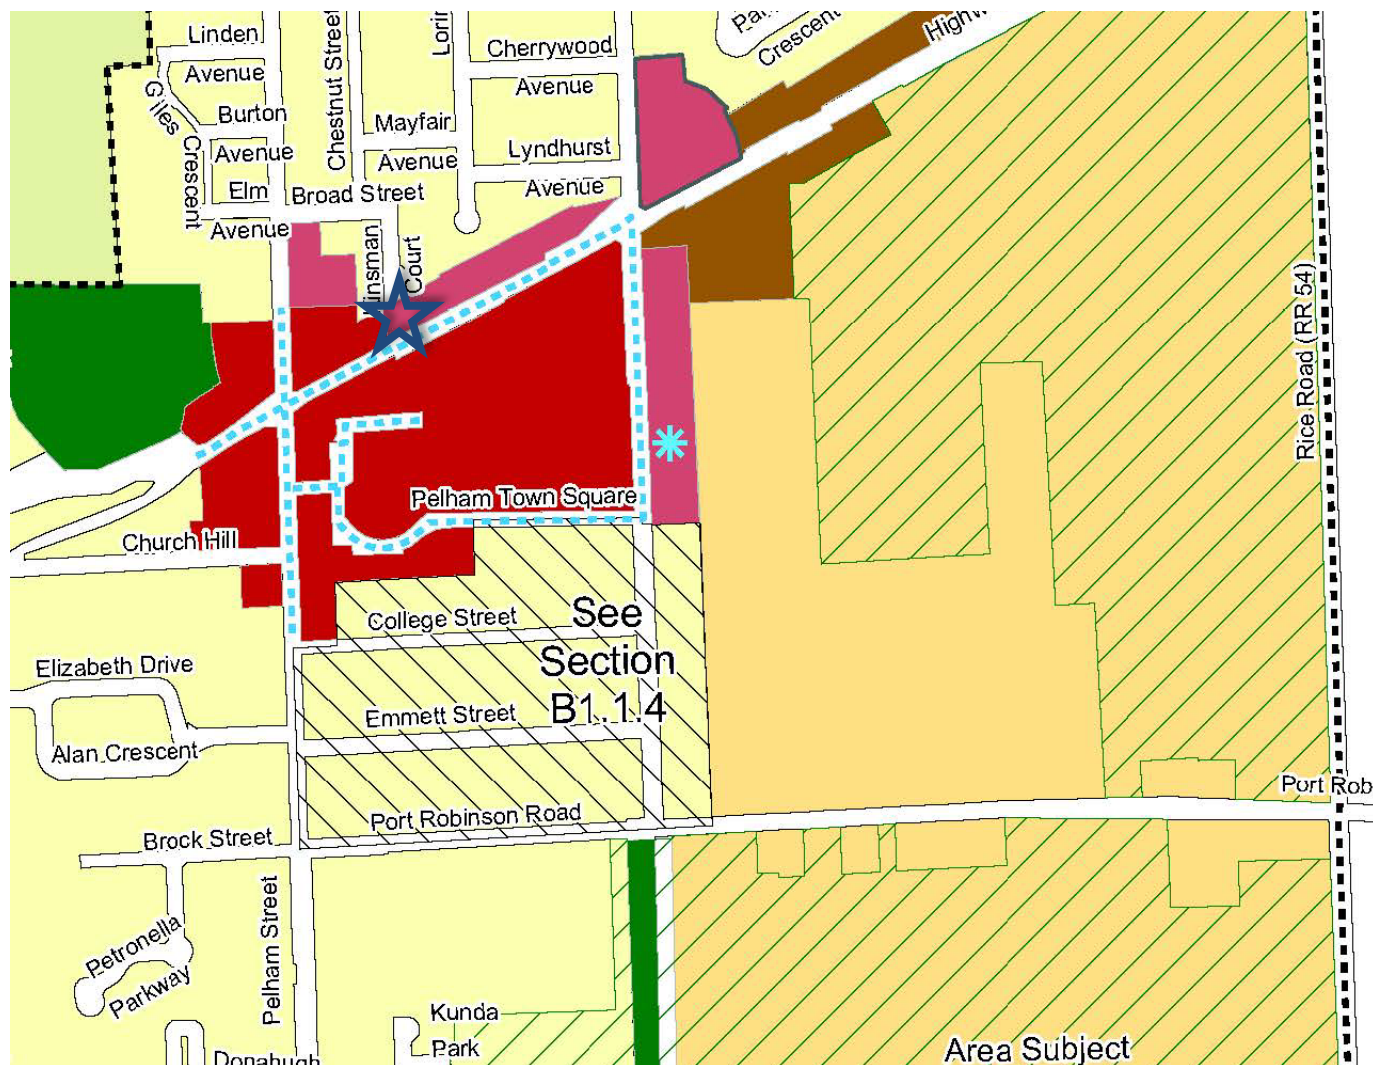 Linden
Avenue
Giles
Crescent
Burton
Avenue
Elm
Avenue
Chestnut Street
Broad Street
Mayfair
Avenue
Cherrywood
Avenue
Lyndhurst
Avenue
Crescent
Court
Rice Road (RR 54)
Pelham Town Square
Church Hill
College Street
See
Section
B1.1.4
Elizabeth Drive
Emmett Street
Alan Crescent
Port Robinson Road
Port Rob
Brock Street
Pelham Street
Petronella
Parkway
Kunda
Park
Area Subject